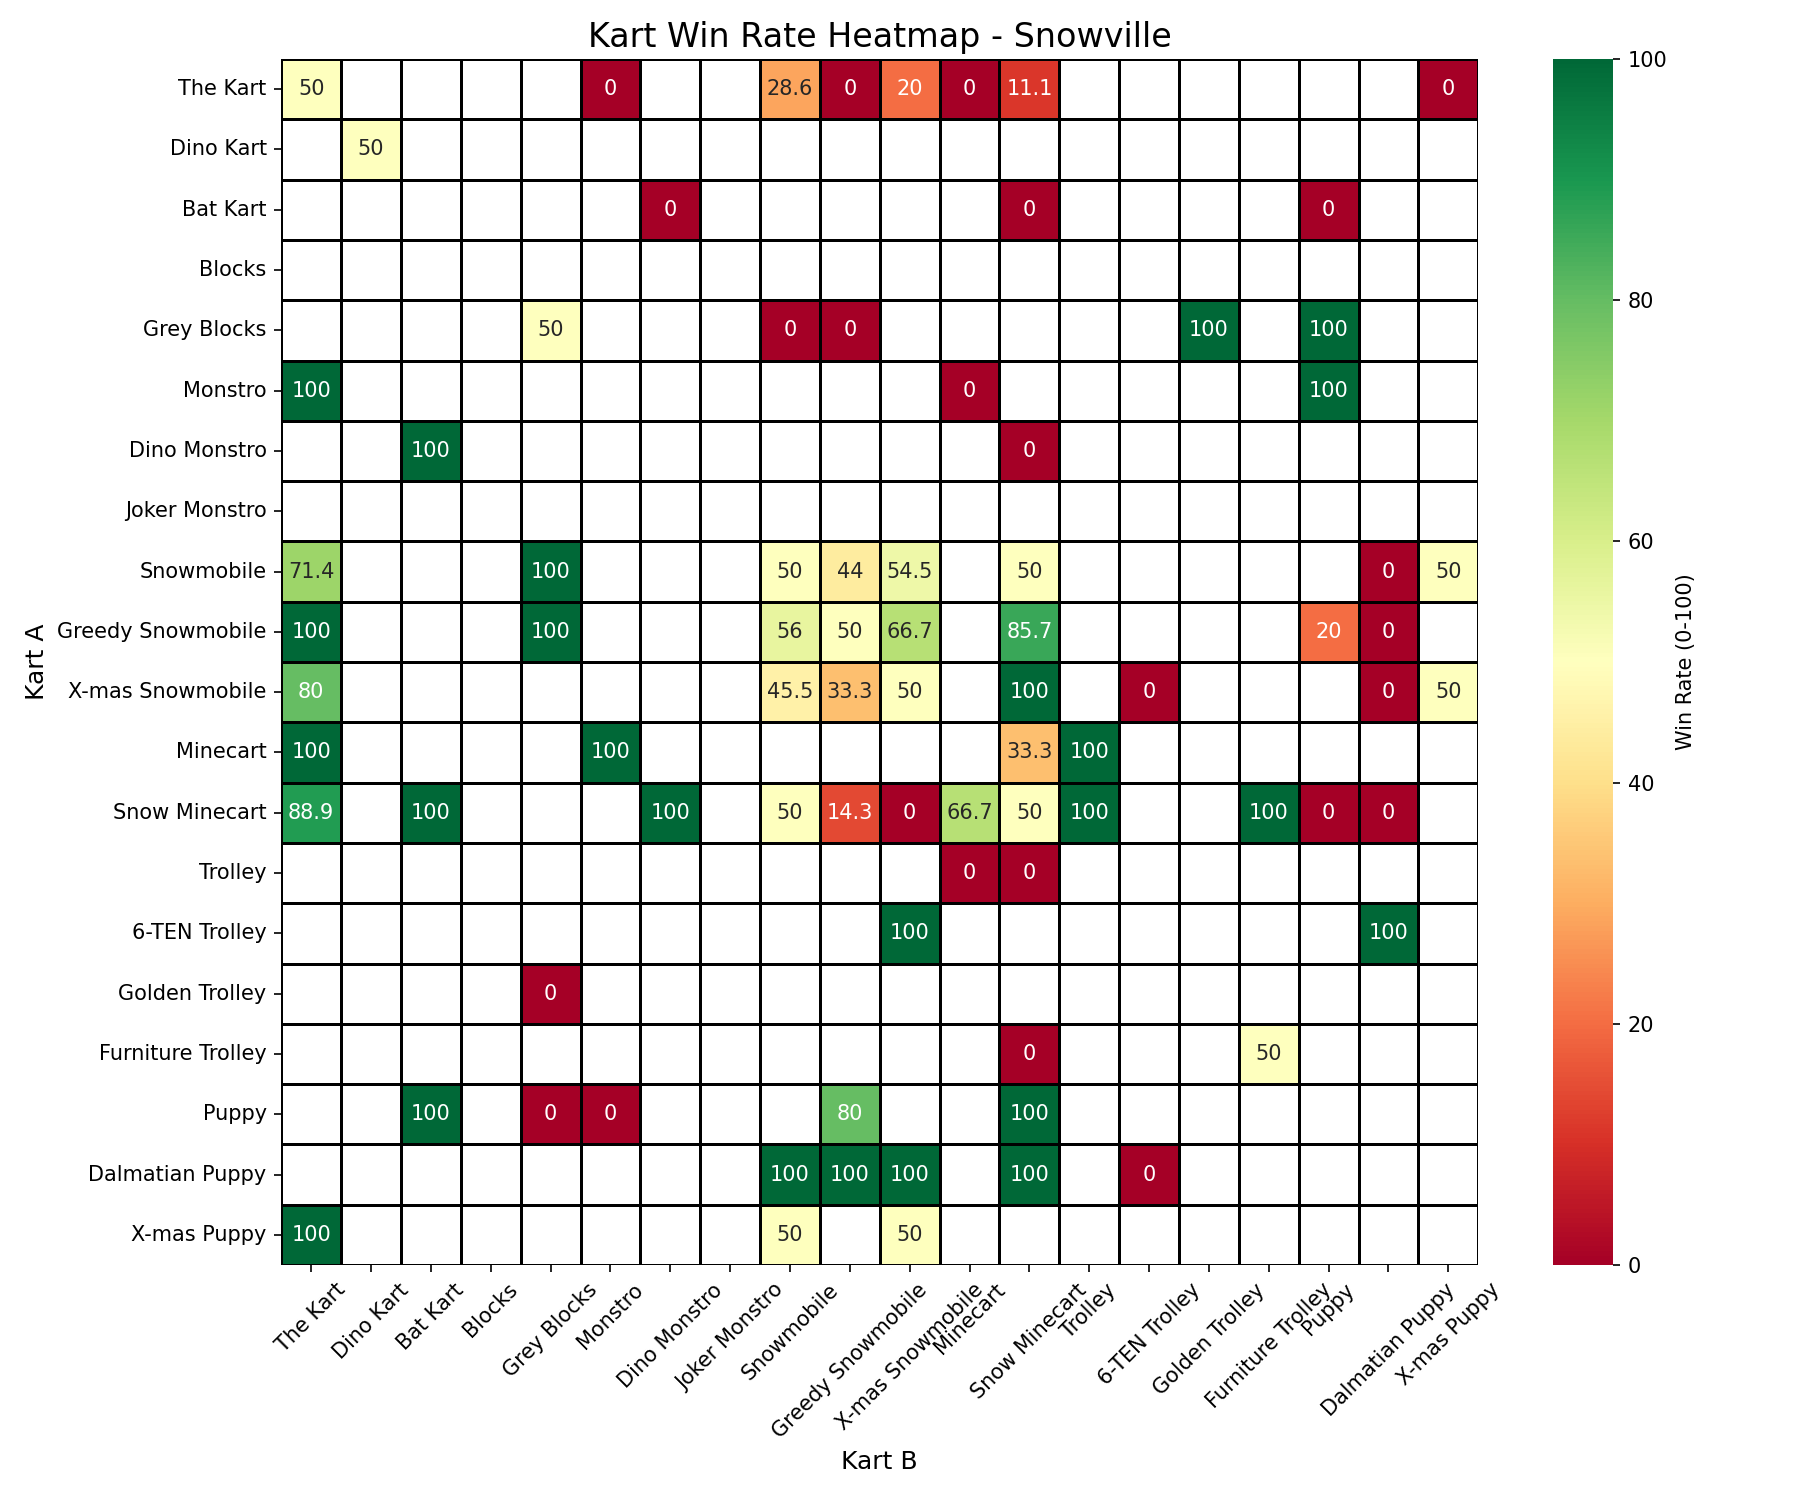 Kart Win Rate Heatmap - Snowville
The Kart 50 0 28.6 0 20 0 11.1 0
Dino Kart 50
Bat Kart 0 0 0
Blocks
Grey Blocks 50 0 0 100 100
Monstro 100 0 100
Dino Monstro 100 0
Joker Monstro
Snowmobile 71.4 100 50 44 54.5 50 0 50
Greedy Snowmobile 100 100 56 50 66.7 85.7 20 0
X-mas Snowmobile 80 45.5 33.3 50 100 0 0 50
Minecart 100 100 33.3 100
Snow Minecart 88.9 100 100 50 14.3 0 66.7 50 100 100 0 0
Trolley 0 0
6-TEN Trolley 100 100
Golden Trolley 0
Furniture Trolley 0 50
Puppy 100 0 0 80 100
Dalmatian Puppy 100 100 100 100 0
X-mas Puppy 100 50 50
Kart A
The Kart
Dino Kart
Bat Kart
Blocks
Grey Blocks
Monstro
Dino Monstro
Joker Monstro
Snowmobile
Greedy Snowmobile
X-mas Snowmobile
Minecart
Snow Minecart
Trolley
6-TEN Trolley
Golden Trolley
Furniture Trolley
Puppy
Dalmatian Puppy
X-mas Puppy
Kart B
100
80
60
40
20
0
Win Rate (0-100)